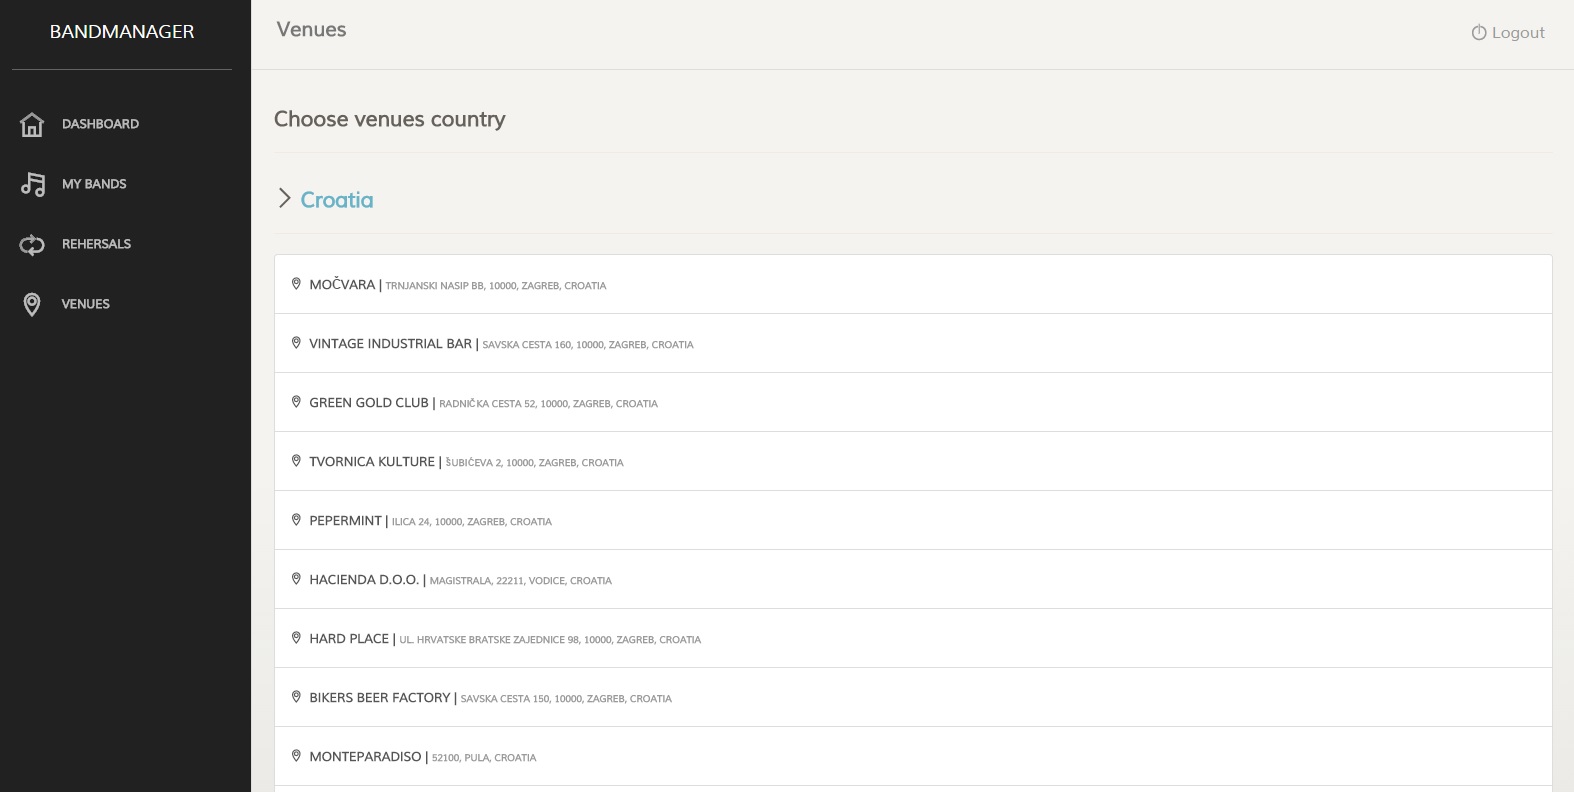 BANDMANAGER
Venues
Logout
DASHBOARD
MY BANDS
REHERSALS
VENUES
Choose venues country
Croatia
MOČVARA | TRNJANSKI NASIP BB, 10000, ZAGREB, CROATIA
VINTAGE INDUSTRIAL BAR | SAVSKA CESTA 160, 10000, ZAGREB, CROATIA
GREEN GOLD CLUB | RADNIČKA CESTA 52, 10000, ZAGREB, CROATIA
TVORNICA KULTURE | ŠUBIĆEVA 2, 10000, ZAGREB, CROATIA
PEPERMINT | ILICA 24, 10000, ZAGREB, CROATIA
HACIENDA D.O.O. | MAGISTRALA, 22211, VODICE, CROATIA
HARD PLACE | UL. HRVATSKE BRATSKE ZAJEDNICE 98, 10000, ZAGREB, CROATIA
BIKERS BEER FACTORY | SAVSKA CESTA 150, 10000, ZAGREB, CROATIA
MONTEPARADISO | 52100, PULA, CROATIA